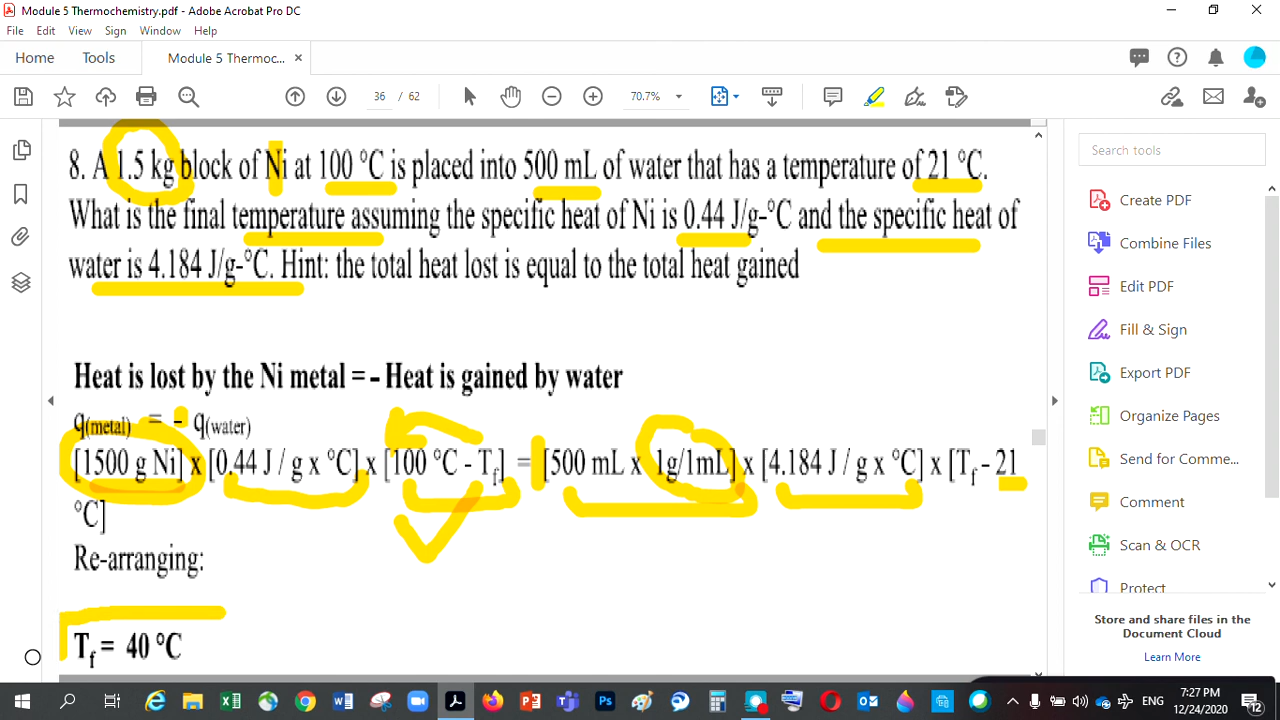 Module 5 Thermochemistry.pdf - Adobe Acrobat Pro DC
File Edit View Sign Window Help
Home Tools Module 5 Thermoc... ×
36 / 62 70.7%
8. A 1.5 kg block of Ni at 100 °C is placed into 500 mL of water that has a temperature of 21 °C.
What is the final temperature assuming the specific heat of Ni is 0.44 J/g-°C and the specific heat of
water is 4.184 J/g-°C. Hint: the total heat lost is equal to the total heat gained
Heat is lost by the Ni metal = - Heat is gained by water
q(metal) = - q(water)
[1500 g Ni] x [0.44 J / g x °C] x [100 °C - Tf] = [500 mL x 1g/1mL] x [4.184 J / g x °C] x [Tf - 21
°C]
Re-arranging:
Tf = 40 °C
Search tools
Create PDF
Combine Files
Edit PDF
Fill & Sign
Export PDF
Organize Pages
Send for Comme...
Comment
Scan & OCR
Protect
Store and share files in the
Document Cloud
Learn More
ENG
7:27 PM
12/24/2020
12